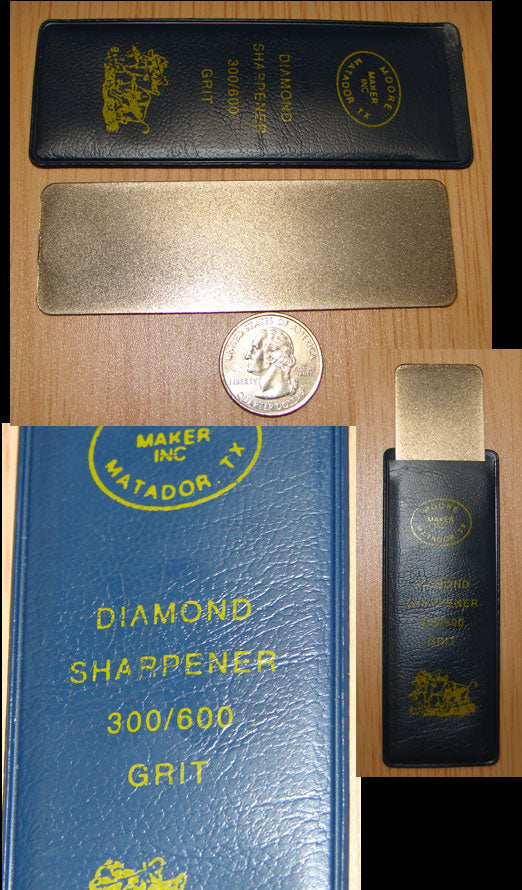 MOORE
MAKER
INC
MATADOR, TX
DIAMOND
SHARPENER
300/600
GRIT
UNITED STATES OF AMERICA
LIBERTY
QUARTER DOLLAR
MAKER
INC
MATADOR, TX
DIAMOND
SHARPENER
300/600
GRIT
MOORE
MAKER
INC
MATADOR, TX
DIAMOND
SHARPENER
300/600
GRIT